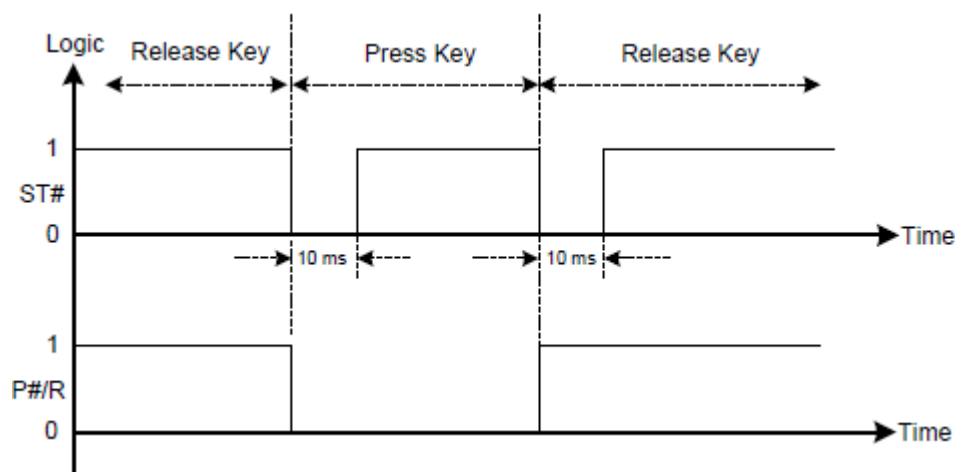 Logic
Release Key
Press Key
Release Key
1
ST#
0
Time
10 ms
10 ms
1
P#/R
0
Time